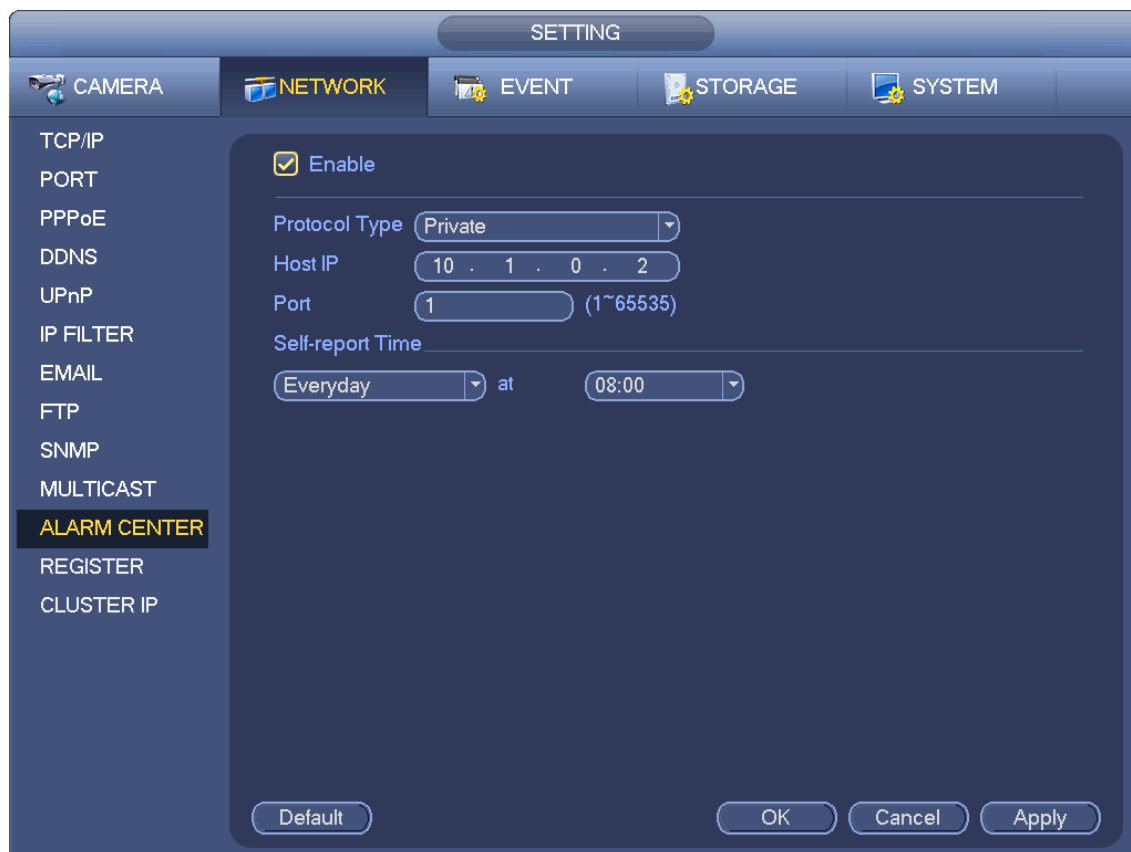 SETTING
CAMERA NETWORK EVENT STORAGE SYSTEM
TCP/IP
PORT
PPPoE
DDNS
UPnP
IP FILTER
EMAIL
FTP
SNMP
MULTICAST
ALARM CENTER
REGISTER
CLUSTER IP
Enable
Protocol Type Private
Host IP 10 . 1 . 0 . 2
Port 1 (1~65535)
Self-report Time
Everyday at 08:00
Default OK Cancel Apply